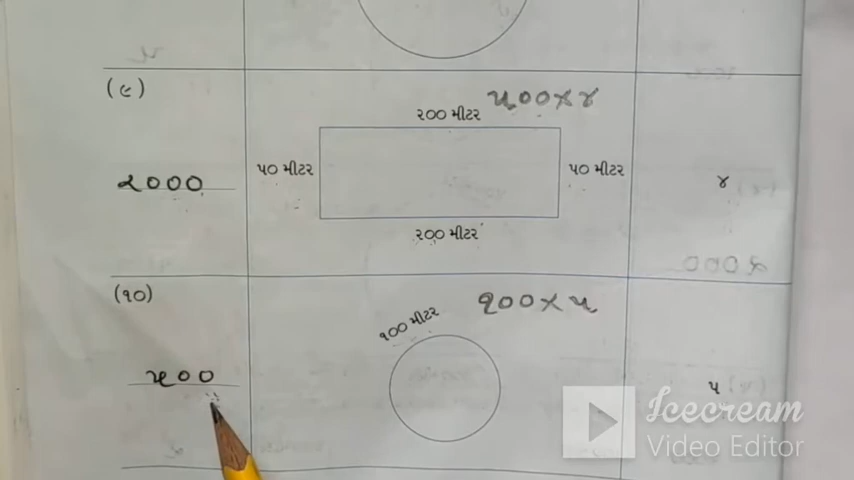 (૯)
૫૦૦×૪
૨૦૦ મીટર
૨૦૦૦
૫૦ મીટર
૫૦ મીટર
૪
૨૦૦ મીટર
(૧૦)
૧૦૦×૫
૧૦૦ મીટર
૫૦૦
૫
Icecream
Video Editor